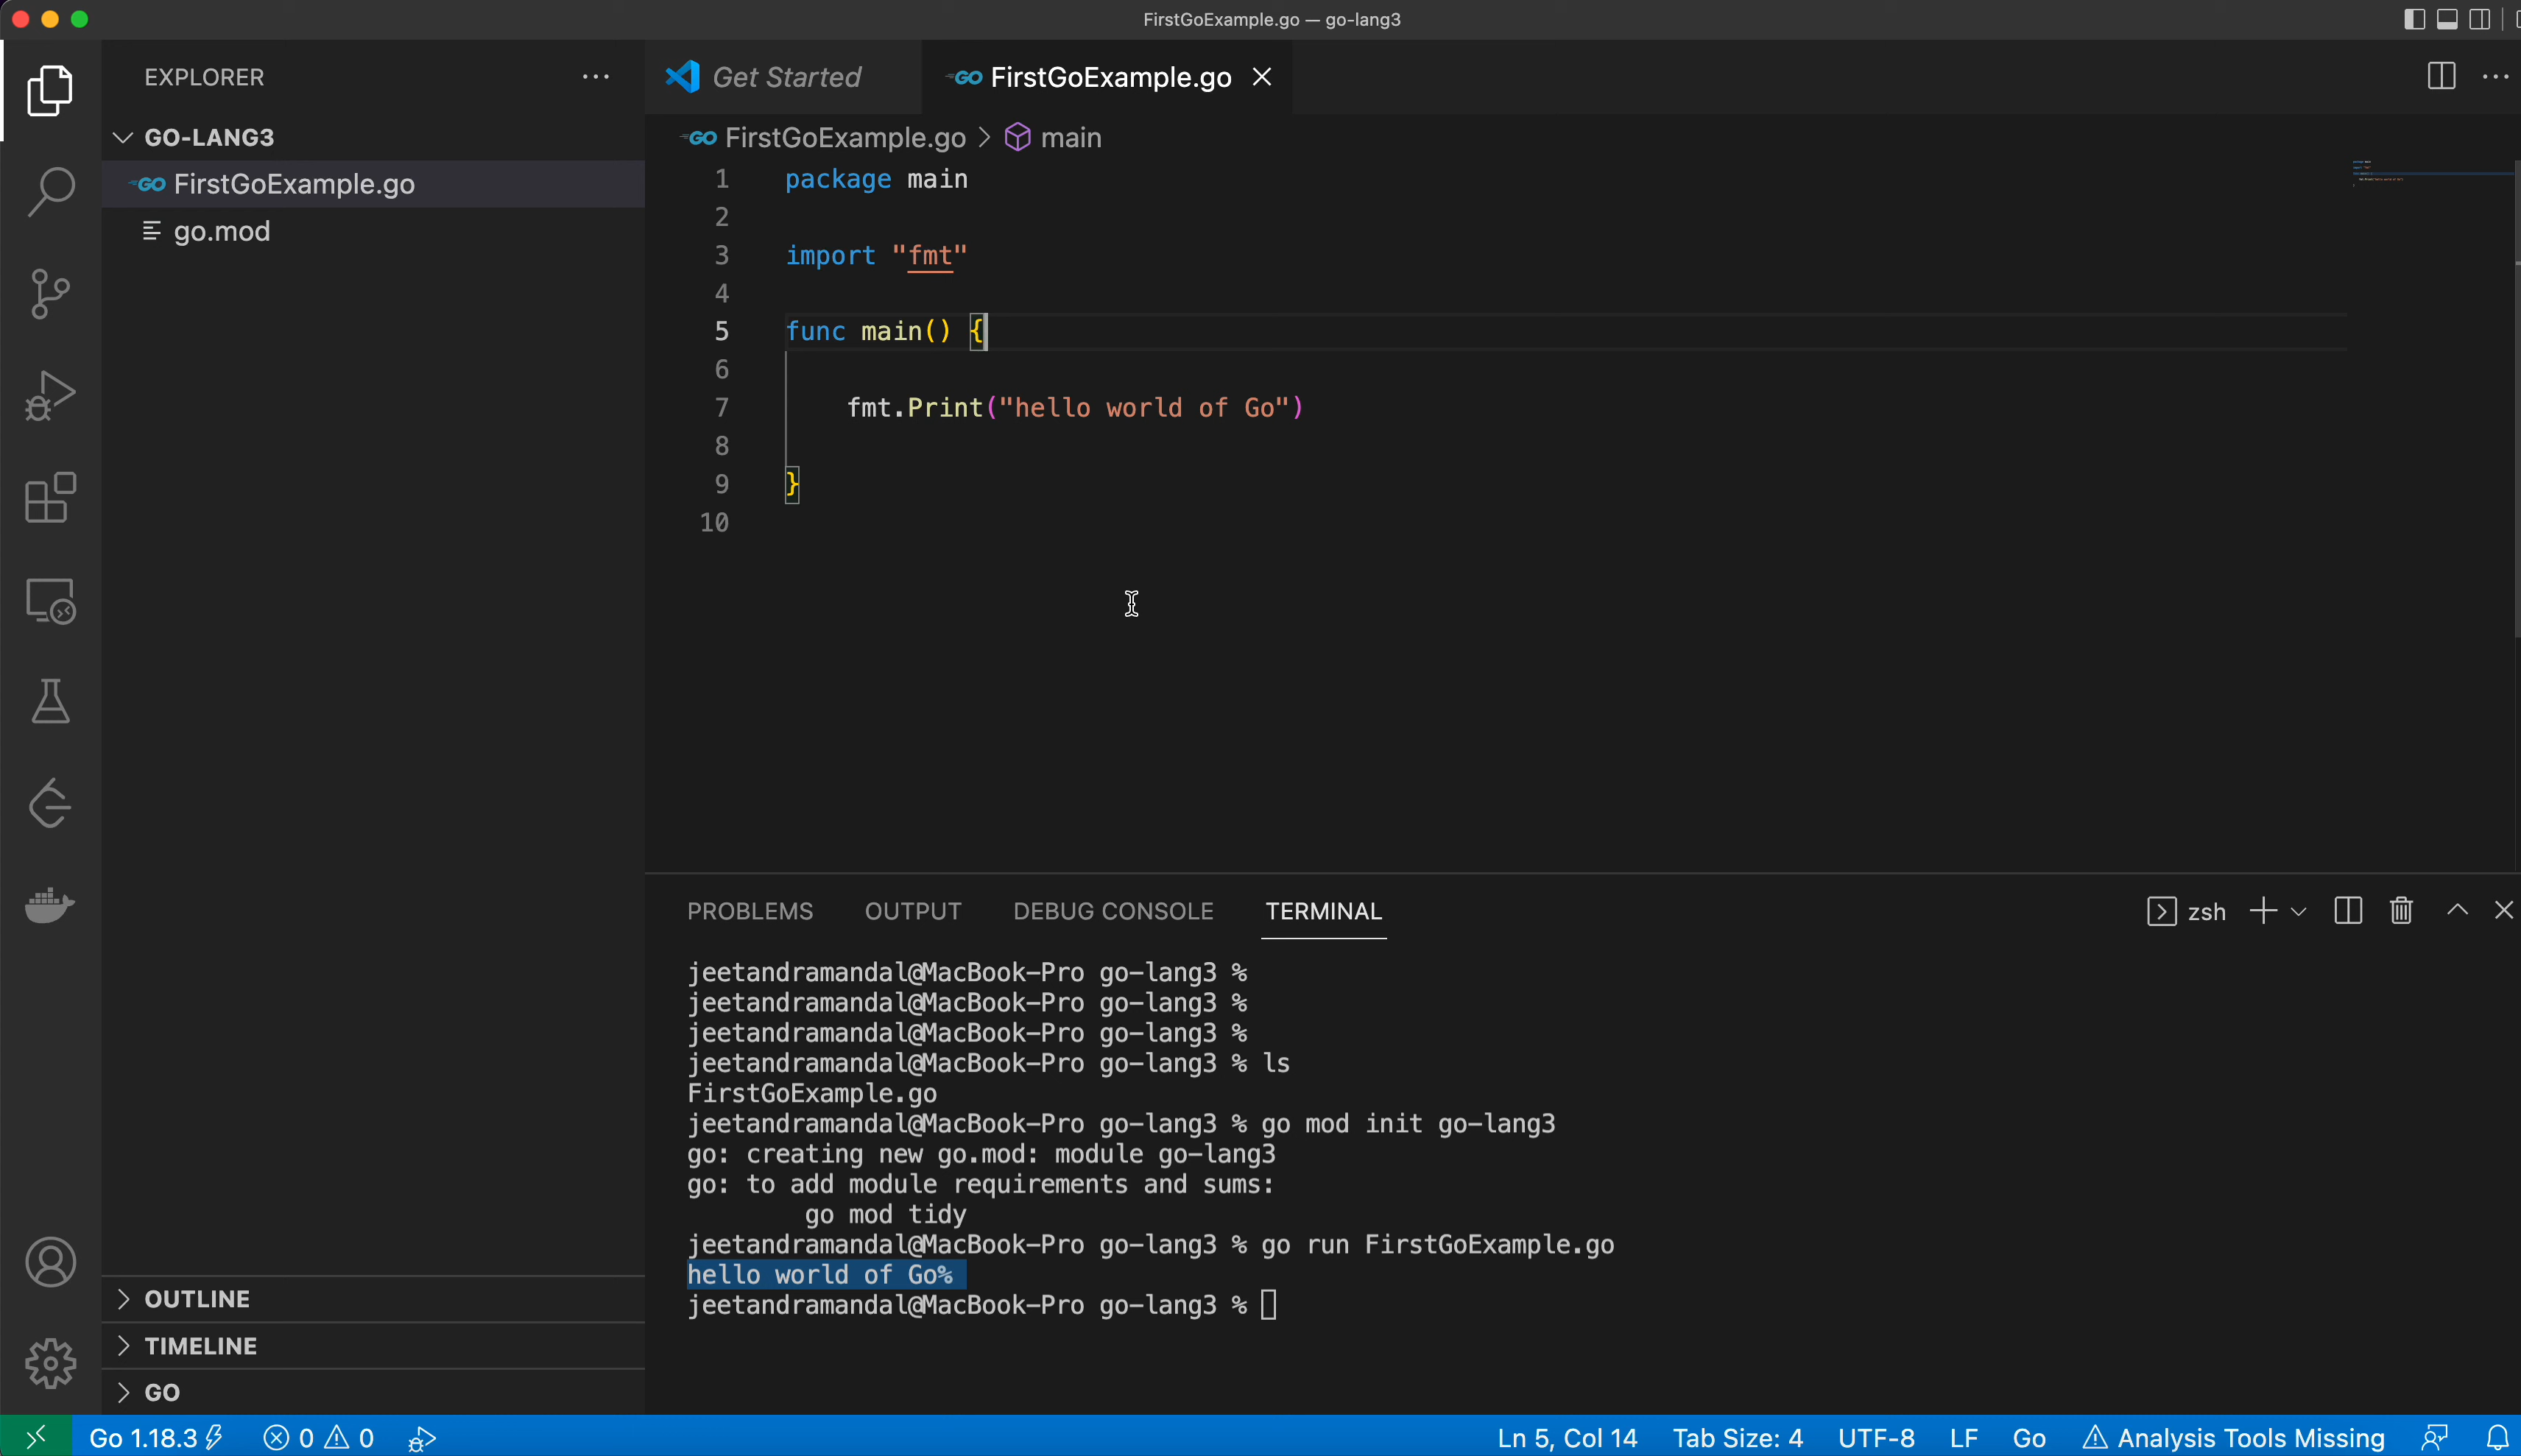 FirstGoExample.go — go-lang3
EXPLORER
GO-LANG3
GO FirstGoExample.go
go.mod
OUTLINE
TIMELINE
GO
Get Started
GO FirstGoExample.go
GO FirstGoExample.go > main
1 package main
2
3 import "fmt"
4
5 func main() {
6
7 fmt.Print("hello world of Go")
8
9 }
10
PROBLEMS OUTPUT DEBUG CONSOLE TERMINAL
zsh
jeetandramandal@MacBook-Pro go-lang3 %
jeetandramandal@MacBook-Pro go-lang3 %
jeetandramandal@MacBook-Pro go-lang3 %
jeetandramandal@MacBook-Pro go-lang3 % ls
FirstGoExample.go
jeetandramandal@MacBook-Pro go-lang3 % go mod init go-lang3
go: creating new go.mod: module go-lang3
go: to add module requirements and sums:
go mod tidy
jeetandramandal@MacBook-Pro go-lang3 % go run FirstGoExample.go
hello world of Go%
jeetandramandal@MacBook-Pro go-lang3 %
Go 1.18.3 0 0 Ln 5, Col 14 Tab Size: 4 UTF-8 LF Go Analysis Tools Missing